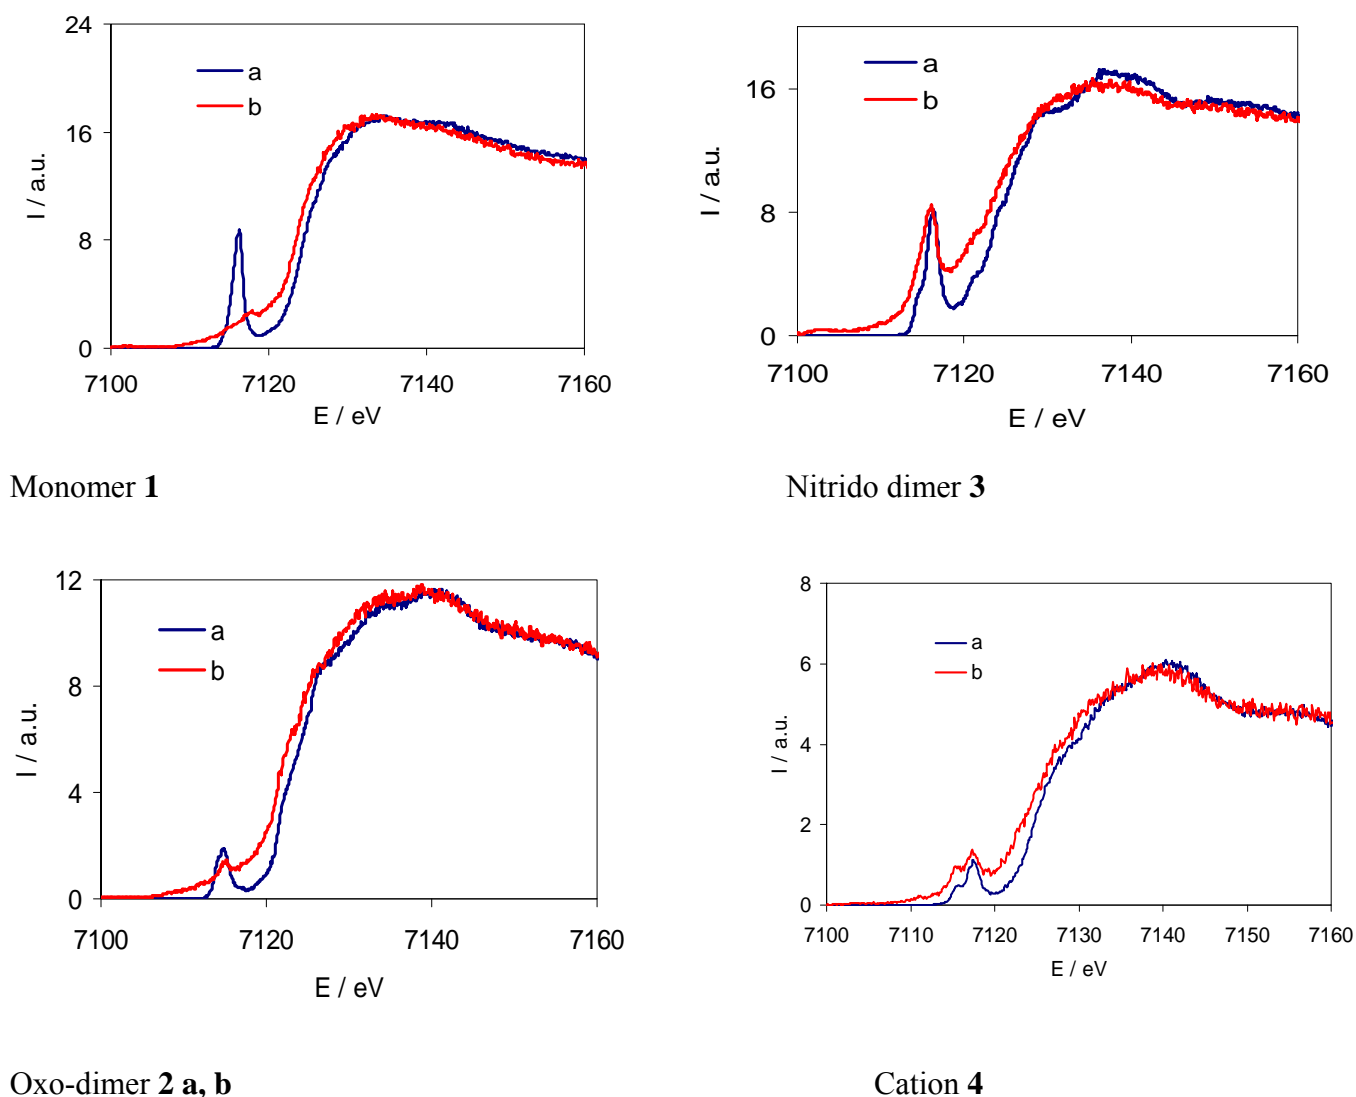 24
16
8
0
I / a.u.
a
b
7100 7120 7140 7160
E / eV
16
8
0
I / a.u.
a
b
7100 7120 7140 7160
E / eV
Monomer 1
Nitrido dimer 3
12
8
4
0
I / a.u.
a
b
7100 7120 7140 7160
E / eV
8
6
4
2
0
I / a.u.
a
b
7100 7110 7120 7130 7140 7150 7160
E / eV
Oxo-dimer 2 a, b
Cation 4